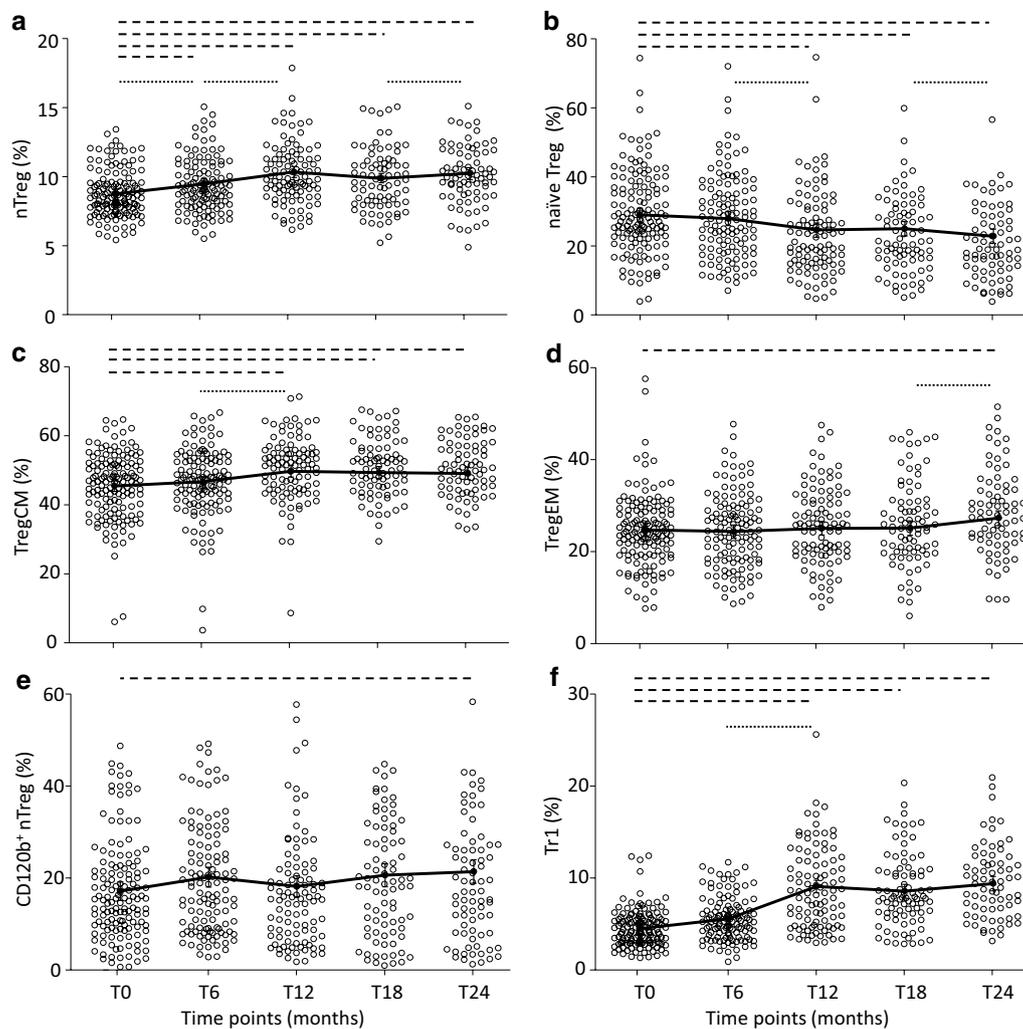 a
20
15
10
5
0
nTreg (%)
b
80
60
40
20
0
naïve Treg (%)
c
80
60
40
20
0
TregCM (%)
d
60
40
20
0
TregEM (%)
e
60
40
20
0
CD120b⁺ nTreg (%)
T0 T6 T12 T18 T24
Time points (months)
f
30
20
10
0
Tr1 (%)
T0 T6 T12 T18 T24
Time points (months)